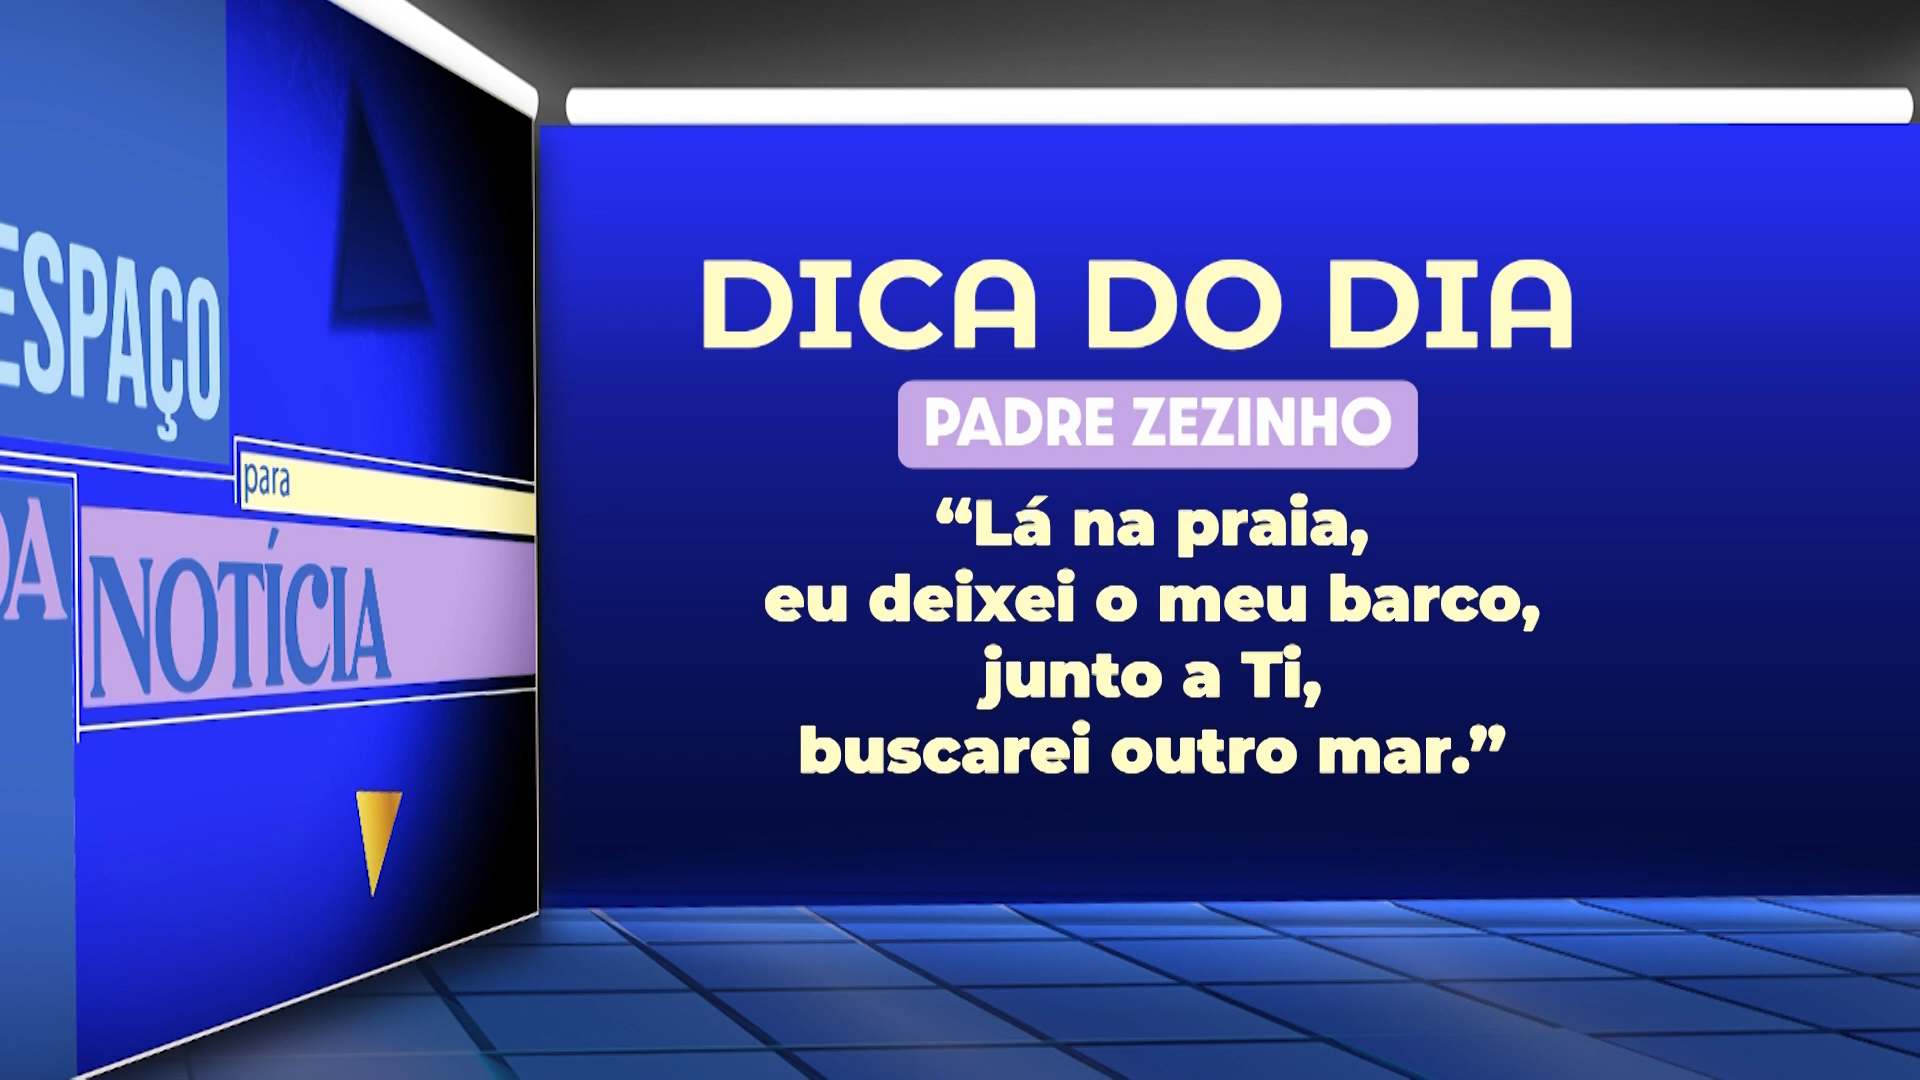 ESPAÇO
para
DA
NOTÍCIA
DICA DO DIA
PADRE ZEZINHO
“Lá na praia,
eu deixei o meu barco,
junto a Ti,
buscarei outro mar.”